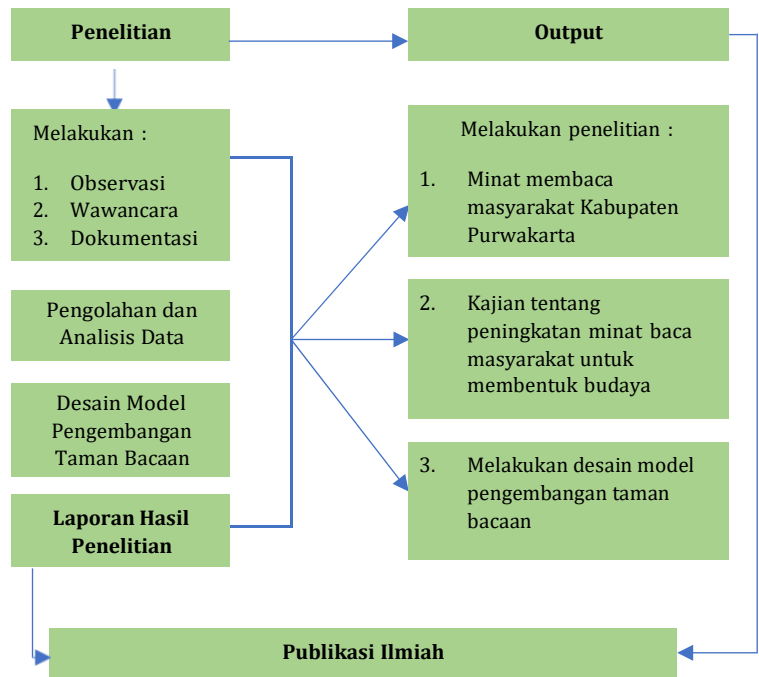 Penelitian
Output
Melakukan :
1. Observasi
2. Wawancara
3. Dokumentasi
Pengolahan dan
Analisis Data
Desain Model
Pengembangan
Taman Bacaan
Laporan Hasil
Penelitian
Melakukan penelitian :
1. Minat membaca
masyarakat Kabupaten
Purwakarta
2. Kajian tentang
peningkatan minat baca
masyarakat untuk
membentuk budaya
3. Melakukan desain model
pengembangan taman
bacaan
Publikasi Ilmiah